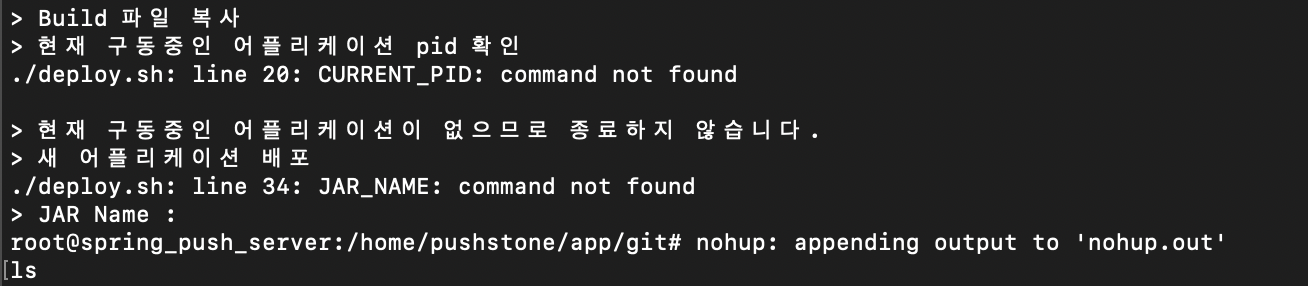 > Build 파일 복사
> 현재 구동중인 어플리케이션 pid 확인
./deploy.sh: line 20: CURRENT_PID: command not found
> 현재 구동중인 어플리케이션이 없으므로 종료하지 않습니다.
> 새 어플리케이션 배포
./deploy.sh: line 34: JAR_NAME: command not found
> JAR Name :
root@spring_push_server:/home/pushstone/app/git# nohup: appending output to 'nohup.out'
[ls